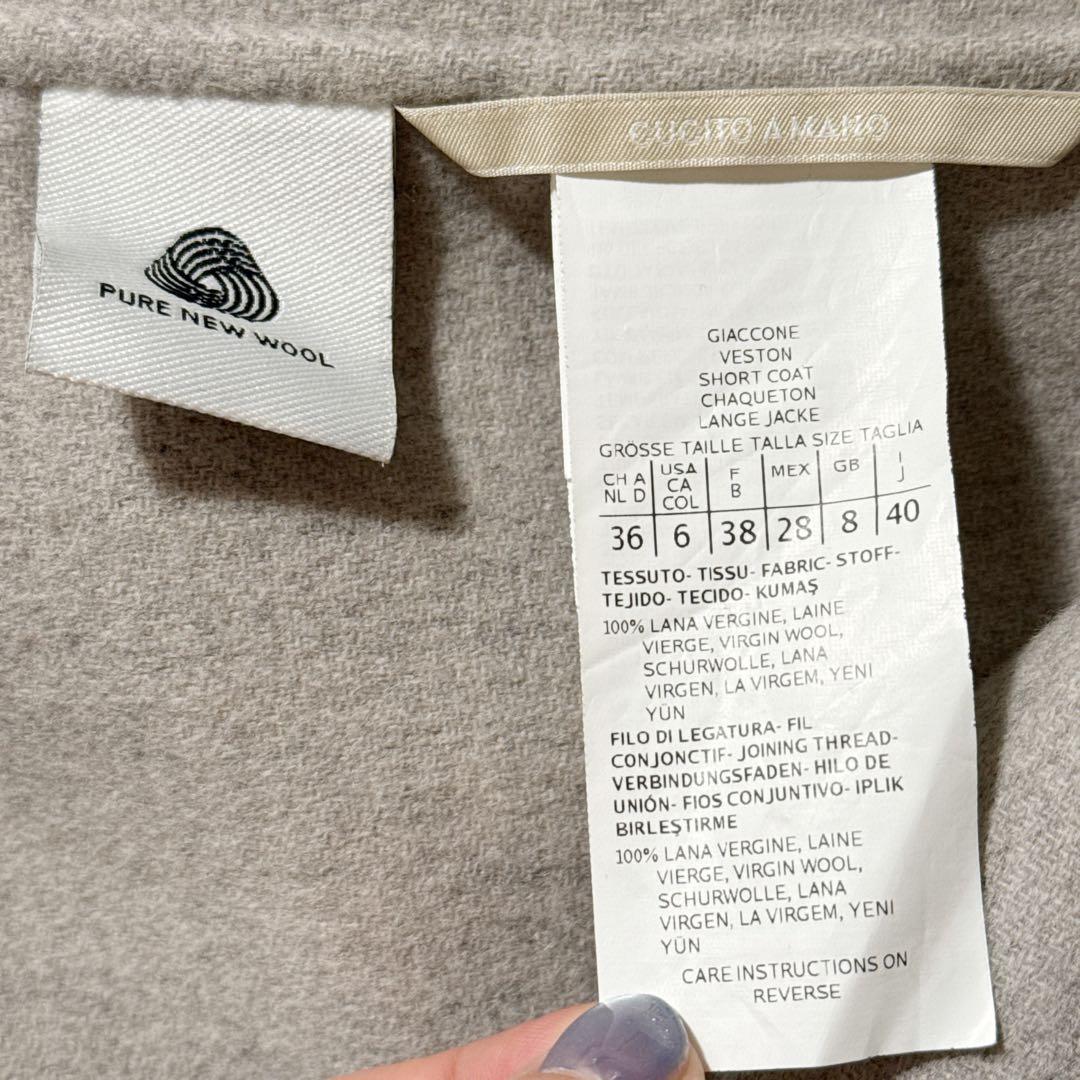 CUCITO A MANO
PURE NEW WOOL
GIACCONE
VESTON
SHORT COAT
CHAQUETON
LANGE JACKE
GRÖSSE TAILLE TALLA SIZE TAGLIA
CH A NL D USA CA COL F B MEX GB I J
36 6 38 28 8 40
TESSUTO- TISSU- FABRIC- STOFF-
TEJIDO- TECIDO- KUMAŞ
100% LANA VERGINE, LAINE
VIERGE, VIRGIN WOOL,
SCHURWOLLE, LANA
VIRGEN, LA VIRGEM, YENI
YÜN
FILO DI LEGATURA- FIL
CONJONCTIF- JOINING THREAD-
VERBINDUNGSFADEN- HILO DE
UNIÓN- FIOS CONJUNTIVO- IPLIK
BIRLEŞTIRME
100% LANA VERGINE, LAINE
VIERGE, VIRGIN WOOL,
SCHURWOLLE, LANA
VIRGEN, LA VIRGEM, YENI
YÜN
CARE INSTRUCTIONS ON
REVERSE